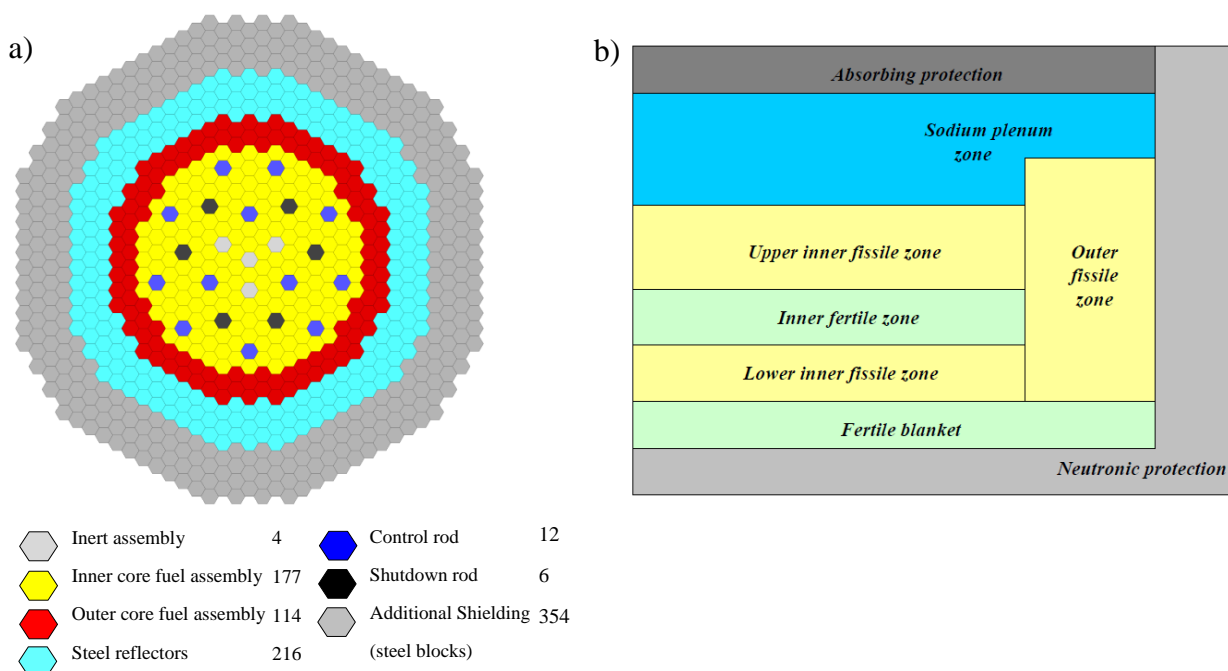 a)
b)
Absorbing protection
Sodium plenum
zone
Upper inner fissile zone
Outer
fissile
zone
Inner fertile zone
Lower inner fissile zone
Fertile blanket
Neutronic protection
Inert assembly 4
Control rod 12
Inner core fuel assembly 177
Shutdown rod 6
Outer core fuel assembly 114
Additional Shielding 354
(steel blocks)
Steel reflectors 216